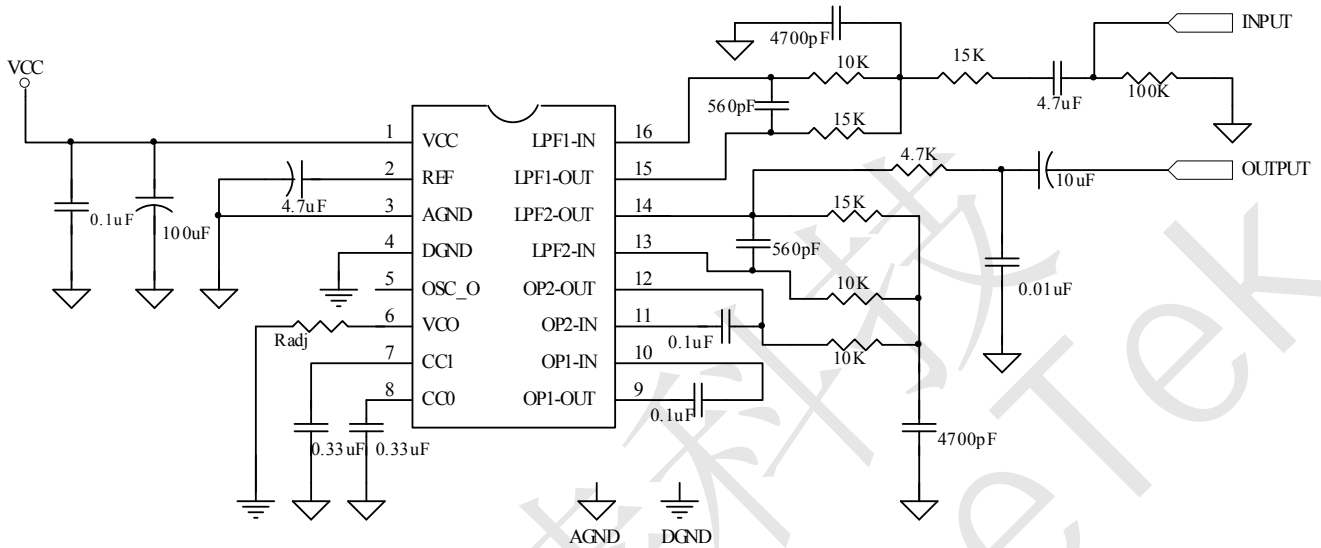 VCC
4700pF
INPUT
15K
10K
4.7uF
100K
560pF
15K
1 VCC LPF1-IN 16
2 REF LPF1-OUT 15
3 AGND LPF2-OUT 14
4 DGND LPF2-IN 13
5 OSC_O OP2-OUT 12
6 VCO OP2-IN 11
7 CC1 OP1-IN 10
8 CC0 OP1-OUT 9
0.1uF
100uF
4.7uF
Radj
0.33uF
0.33uF
4.7K
10uF
OUTPUT
15K
560pF
10K
0.01uF
0.1uF
10K
0.1uF
4700pF
AGND
DGND
科技
Tek